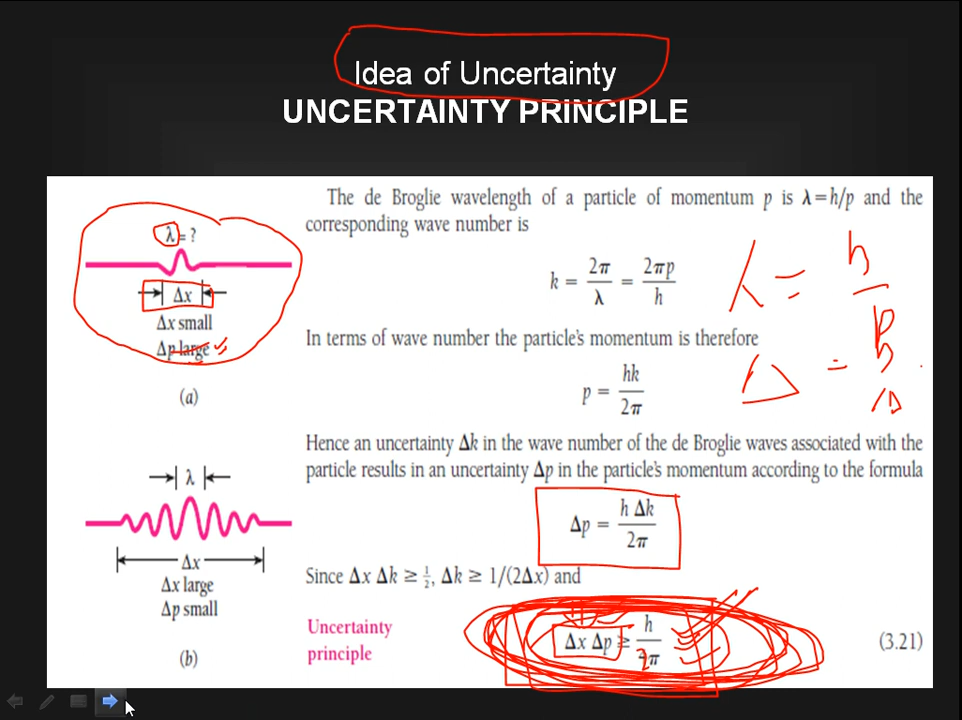 Idea of Uncertainty
UNCERTAINTY PRINCIPLE
λ = ?
Δx
Δx small
Δp large
(a)
λ
Δx
Δx large
Δp small
(b)
The de Broglie wavelength of a particle of momentum p is λ = h/p and the
corresponding wave number is
k = 2π/λ = 2πp/h
In terms of wave number the particle's momentum is therefore
p = hk/2π
Hence an uncertainty Δk in the wave number of the de Broglie waves associated with the
particle results in an uncertainty Δp in the particle's momentum according to the formula
Δp = h Δk/2π
Since Δx Δk ≥ ½, Δk ≥ 1/(2Δx) and
Uncertainty
principle
Δx Δp ≥ h/
(3.21)
λ = h/p